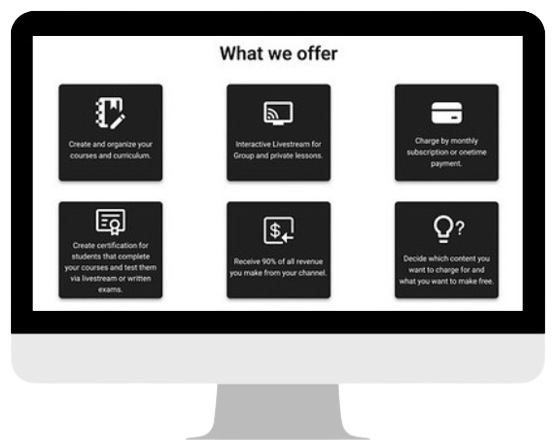 What we offer
Create and organize your
courses and curriculum.
Interactive Livestream for
Group and private lessons.
Charge by monthly
subscription or onetime
payment.
Create certification for
students that complete
your courses and test them
via livestream or written
exams.
$
Receive 90% of all revenue
you make from your channel.
?
Decide which content you
want to charge for and
what you want to make free.